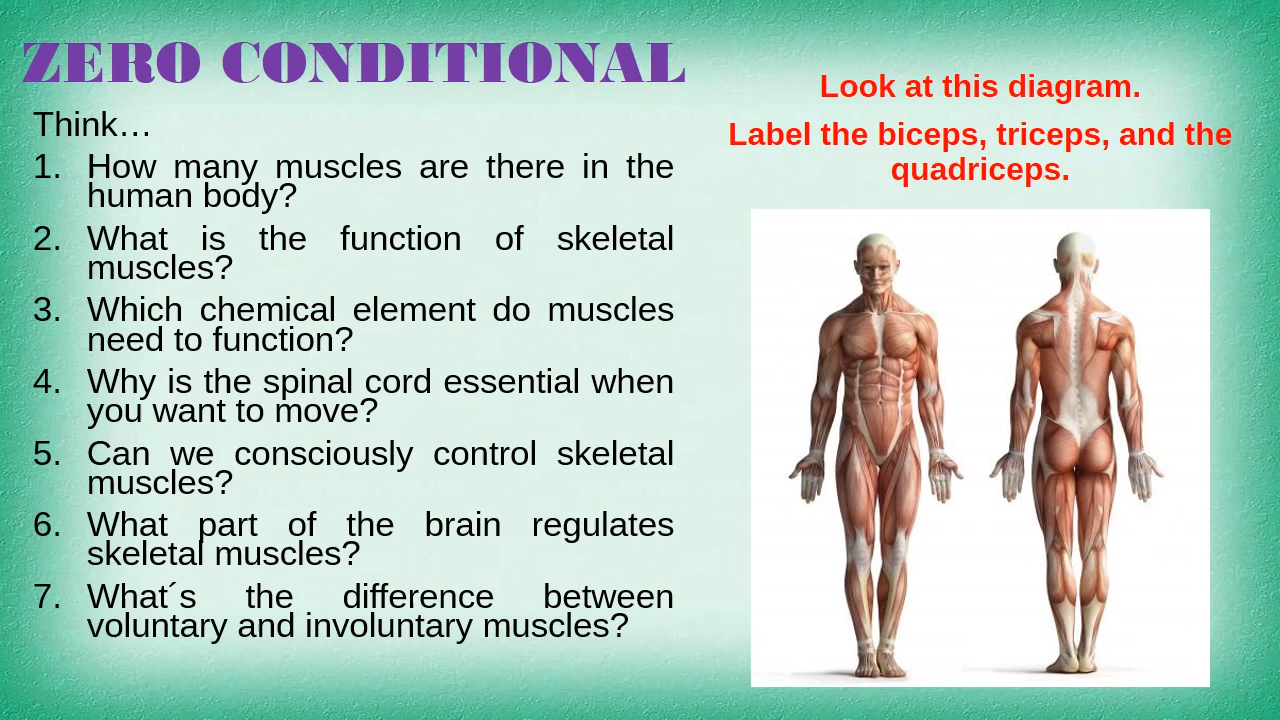 ZERO CONDITIONAL
Think…
1. How many muscles are there in the
human body?
2. What is the function of skeletal
muscles?
3. Which chemical element do muscles
need to function?
4. Why is the spinal cord essential when
you want to move?
5. Can we consciously control skeletal
muscles?
6. What part of the brain regulates
skeletal muscles?
7. What´s the difference between
voluntary and involuntary muscles?
Look at this diagram.
Label the biceps, triceps, and the
quadriceps.